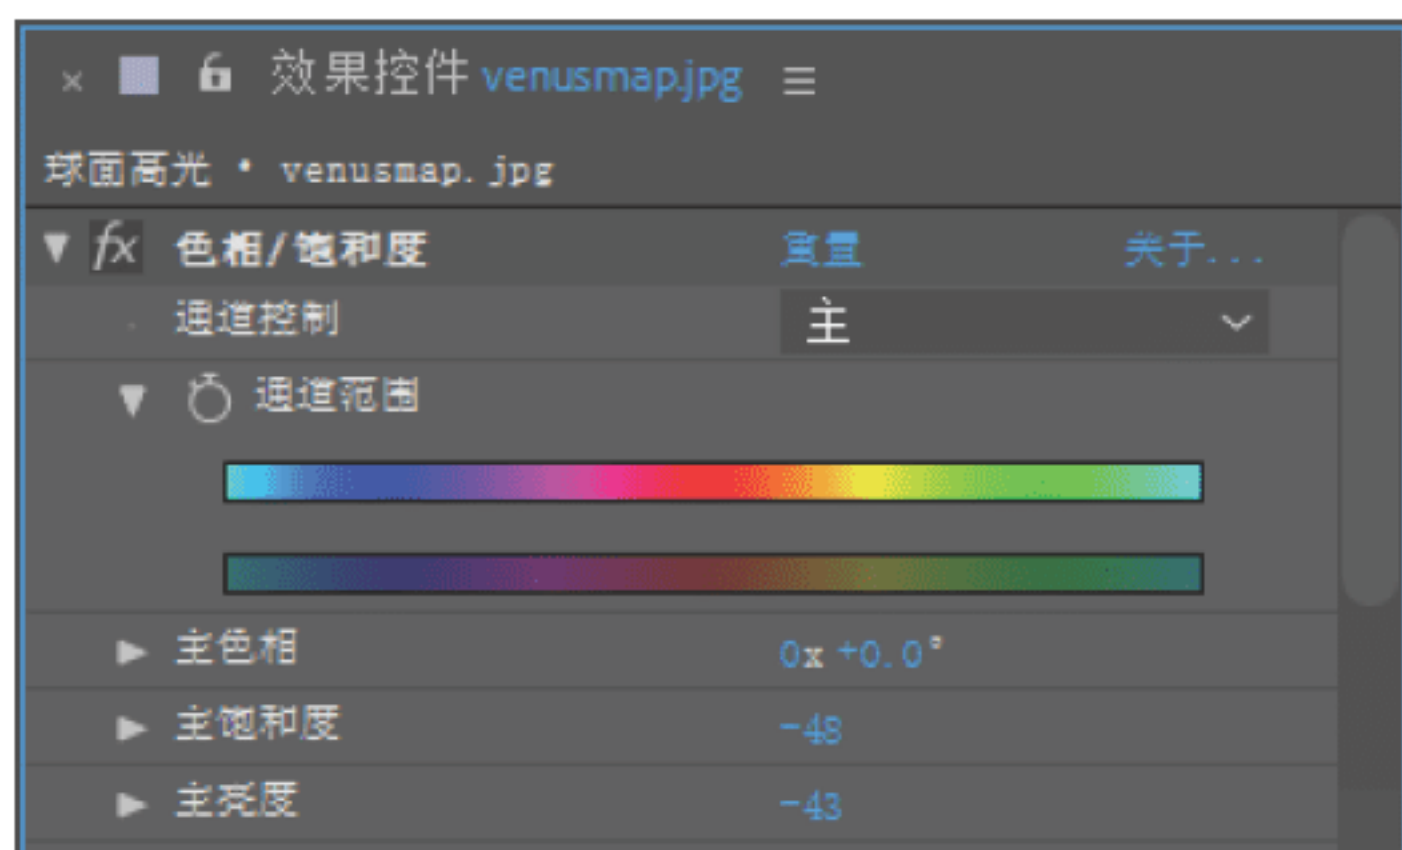 × 效果控件 venusmap.jpg ≡
球面高光 • venusmap.jpg
fx 色相/饱和度 重置 关于...
通道控制 主
通道范围
主色相 0x +0.0°
主饱和度 -48
主亮度 -43